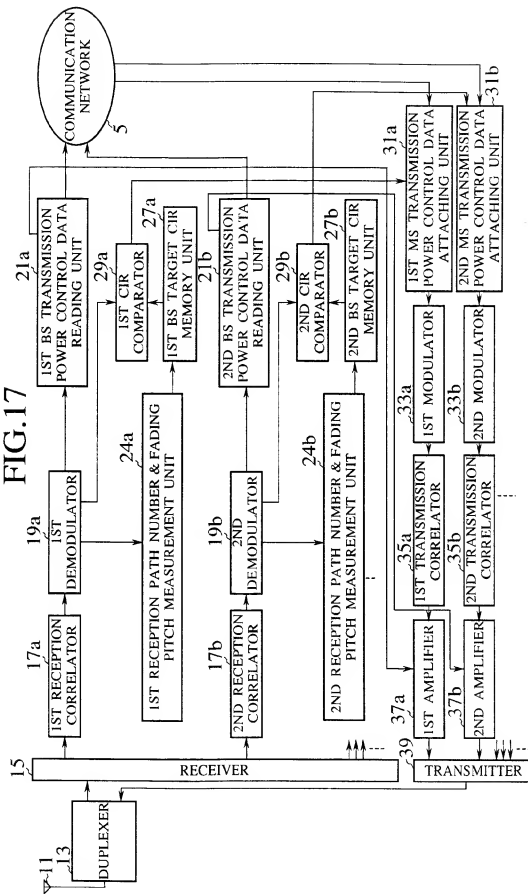 FIG.17
11
13
DUPLEXER
15
RECEIVER
17a
1ST RECEPTION
CORRELATOR
19a
1ST
DEMODULATOR
21a
1ST BS TRANSMISSION
POWER CONTROL DATA
READING UNIT
COMMUNICATION
NETWORK
5
24a
1ST RECEPTION PATH NUMBER & FADING
PITCH MEASUREMENT UNIT
29a
1ST CIR
COMPARATOR
27a
1ST BS TARGET CIR
MEMORY UNIT
17b
2ND RECEPTION
CORRELATOR
19b
2ND
DEMODULATOR
21b
2ND BS TRANSMISSION
POWER CONTROL DATA
READING UNIT
24b
2ND RECEPTION PATH NUMBER & FADING
PITCH MEASUREMENT UNIT
29b
2ND CIR
COMPARATOR
27b
2ND BS TARGET CIR
MEMORY UNIT
39
TRANSMITTER
37a
1ST AMPLIFIER
35a
1ST TRANSMISSION
CORRELATOR
33a
1ST MODULATOR
31a
1ST MS TRANSMISSION
POWER CONTROL DATA
ATTACHING UNIT
37b
2ND AMPLIFIER
35b
2ND TRANSMISSION
CORRELATOR
33b
2ND MODULATOR
31b
2ND MS TRANSMISSION
POWER CONTROL DATA
ATTACHING UNIT